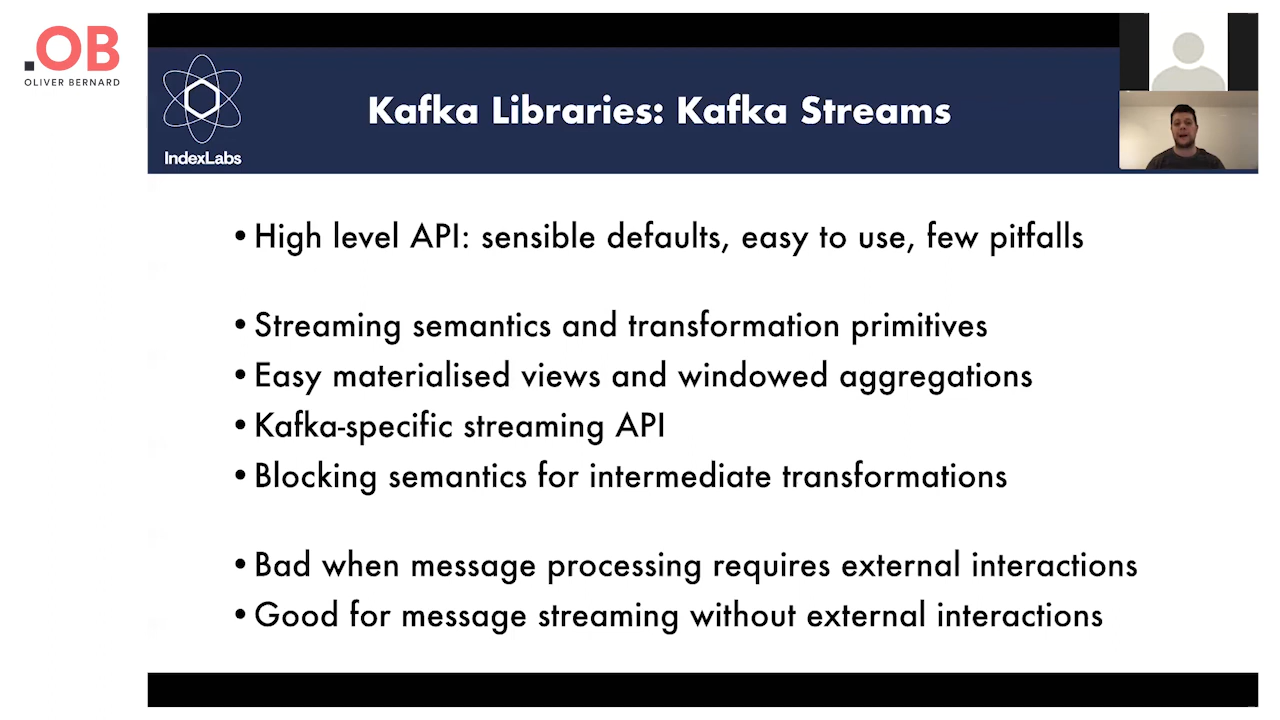 .OB
OLIVER BERNARD
IndexLabs
Kafka Libraries: Kafka Streams
• High level API: sensible defaults, easy to use, few pitfalls
• Streaming semantics and transformation primitives
• Easy materialised views and windowed aggregations
• Kafka-specific streaming API
• Blocking semantics for intermediate transformations
• Bad when message processing requires external interactions
• Good for message streaming without external interactions